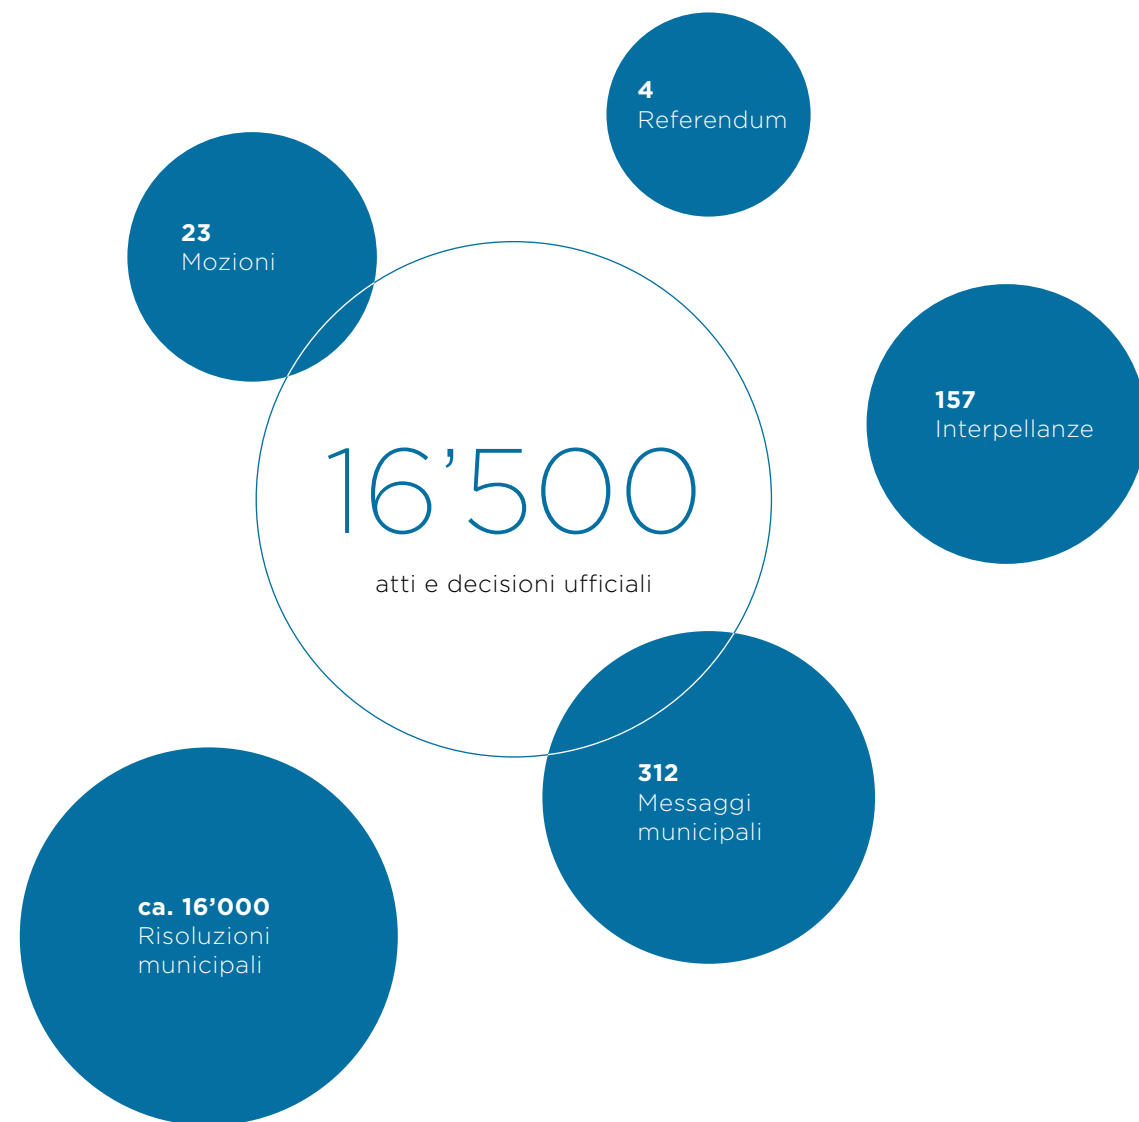 4
Referendum
23
Mozioni
157
Interpellanze
16’500
atti e decisioni ufficiali
312
Messaggi
municipali
ca. 16’000
Risoluzioni
municipali